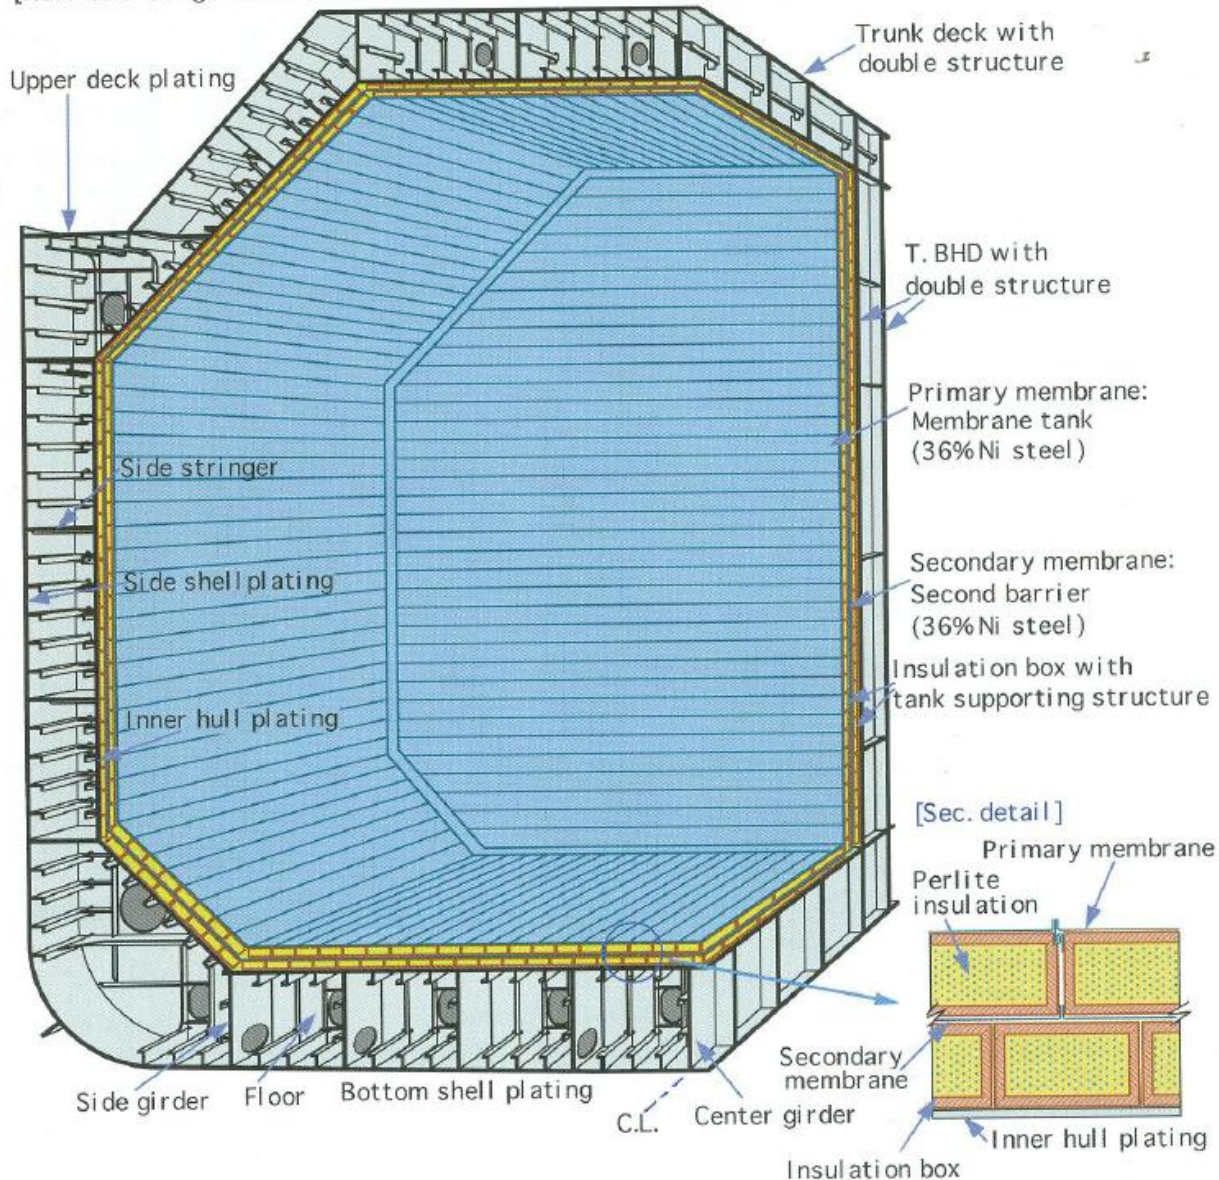 Trunk deck with
double structure
Upper deck plating
T. BHD with
double structure
Primary membrane:
Membrane tank
(36% Ni steel)
Side stringer
Secondary membrane:
Second barrier
(36% Ni steel)
Side shell plating
Insulation box with
tank supporting structure
Inner hull plating
[Sec. detail]
Primary membrane
Perlite
insulation
Secondary
membrane
Side girder
Floor
Bottom shell plating
C.L.
Center girder
Inner hull plating
Insulation box